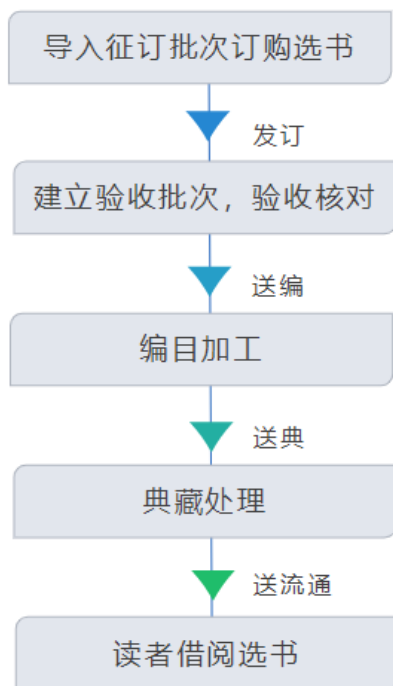 导入征订批次订购选书
发订
建立验收批次，验收核对
送编
编目加工
送典
典藏处理
送流通
读者借阅选书